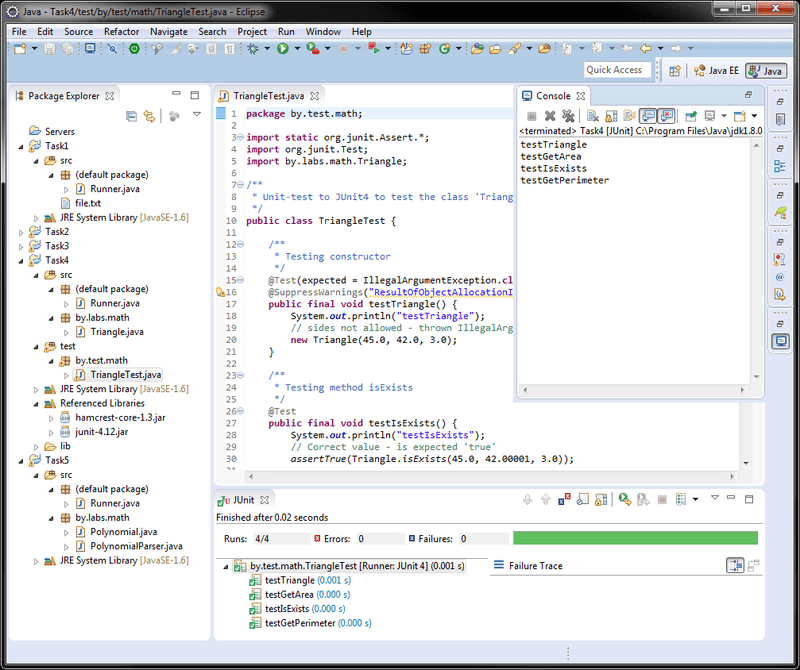 Java - Task4/test/by/test/math/TriangleTest.java - Eclipse
File Edit Source Refactor Navigate Search Project Run Window Help
Quick Access
Java EE
Java
Package Explorer
Servers
Task1
src
(default package)
Runner.java
file.txt
JRE System Library [JavaSE-1.6]
Task2
Task3
Task4
src
(default package)
Runner.java
by.labs.math
Triangle.java
test
by.test.math
TriangleTest.java
JRE System Library [JavaSE-1.6]
Referenced Libraries
hamcrest-core-1.3.jar
junit-4.12.jar
lib
Task5
src
(default package)
Runner.java
by.labs.math
Polynomial.java
PolynomialParser.java
JRE System Library [JavaSE-1.6]
TriangleTest.java
1 package by.test.math;
2
3 import static org.junit.Assert.*;
4 import org.junit.Test;
5 import by.labs.math.Triangle;
6
7 /**
8 * Unit-test to JUnit4 to test the class 'Triang
9 */
10 public class TriangleTest {
11
12 /**
13 * Testing constructor
14 */
15 @Test(expected = IllegalArgumentException.cl
16 @SuppressWarnings("ResultOfObjectAllocationI
17 public final void testTriangle() {
18 System.out.println("testTriangle");
19 // sides not allowed - thrown IllegalArg
20 new Triangle(45.0, 42.0, 3.0);
21 }
22
23 /**
24 * Testing method isExists
25 */
26 @Test
27 public final void testIsExists() {
28 System.out.println("testIsExists");
29 // Correct value - is expected 'true'
30 assertTrue(Triangle.isExists(45.0, 42.00001, 3.0));
31
Console
<terminated> Task4 [JUnit] C:\Program Files\Java\jdk1.8.0
testTriangle
testGetArea
testIsExists
testGetPerimeter
JUnit
Finished after 0.02 seconds
Runs: 4/4 Errors: 0 Failures: 0
by.test.math.TriangleTest [Runner: JUnit 4] (0.001 s)
testTriangle (0.001 s)
testGetArea (0.000 s)
testIsExists (0.000 s)
testGetPerimeter (0.000 s)
Failure Trace